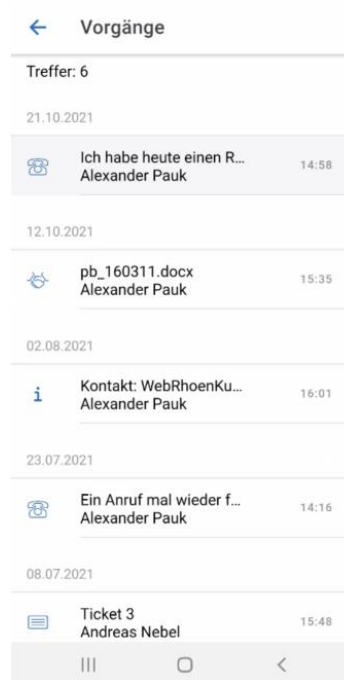 Vorgänge
Treffer: 6
21.10.2021
Ich habe heute einen R...
14:58
Alexander Pauk
12.10.2021
pb_160311.docx
15:35
Alexander Pauk
02.08.2021
Kontakt: WebRhoenKu...
16:01
Alexander Pauk
23.07.2021
Ein Anruf mal wieder f...
14:16
Alexander Pauk
08.07.2021
Ticket 3
15:48
Andreas Nebel